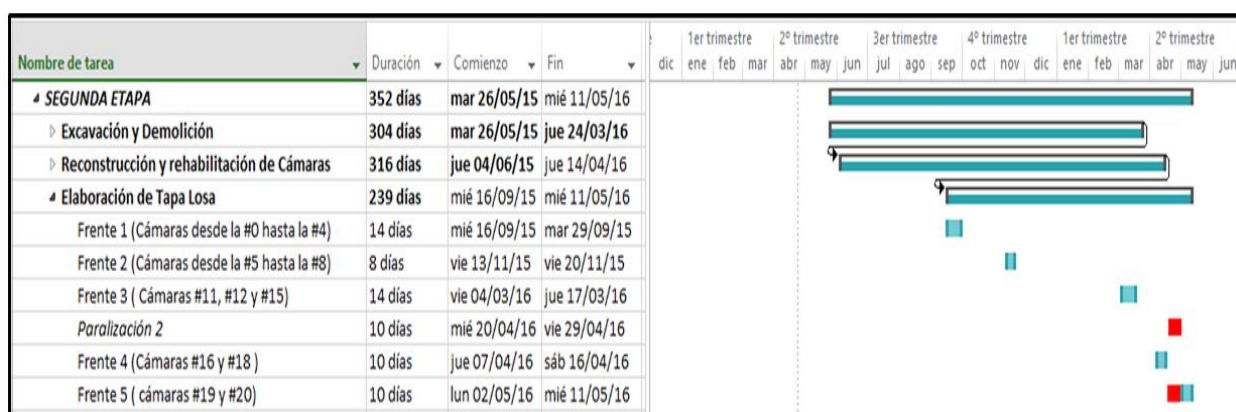 1er trimestre 2º trimestre 3er trimestre 4º trimestre 1er trimestre 2º trimestre
Nombre de tarea Duración Comienzo Fin dic ene feb mar abr may jun jul ago sep oct nov dic ene feb mar abr may jun
SEGUNDA ETAPA 352 días mar 26/05/15 mié 11/05/16
Excavación y Demolición 304 días mar 26/05/15 jue 24/03/16
Reconstrucción y rehabilitación de Cámaras 316 días jue 04/06/15 jue 14/04/16
Elaboración de Tapa Losa 239 días mié 16/09/15 mié 11/05/16
Frente 1 (Cámaras desde la #0 hasta la #4) 14 días mié 16/09/15 mar 29/09/15
Frente 2 (Cámaras desde la #5 hasta la #8) 8 días vie 13/11/15 vie 20/11/15
Frente 3 ( Cámaras #11, #12 y #15) 14 días vie 04/03/16 jue 17/03/16
Paralización 2 10 días mié 20/04/16 vie 29/04/16
Frente 4 (Cámaras #16 y #18 ) 10 días jue 07/04/16 sáb 16/04/16
Frente 5 ( cámaras #19 y #20) 10 días lun 02/05/16 mié 11/05/16